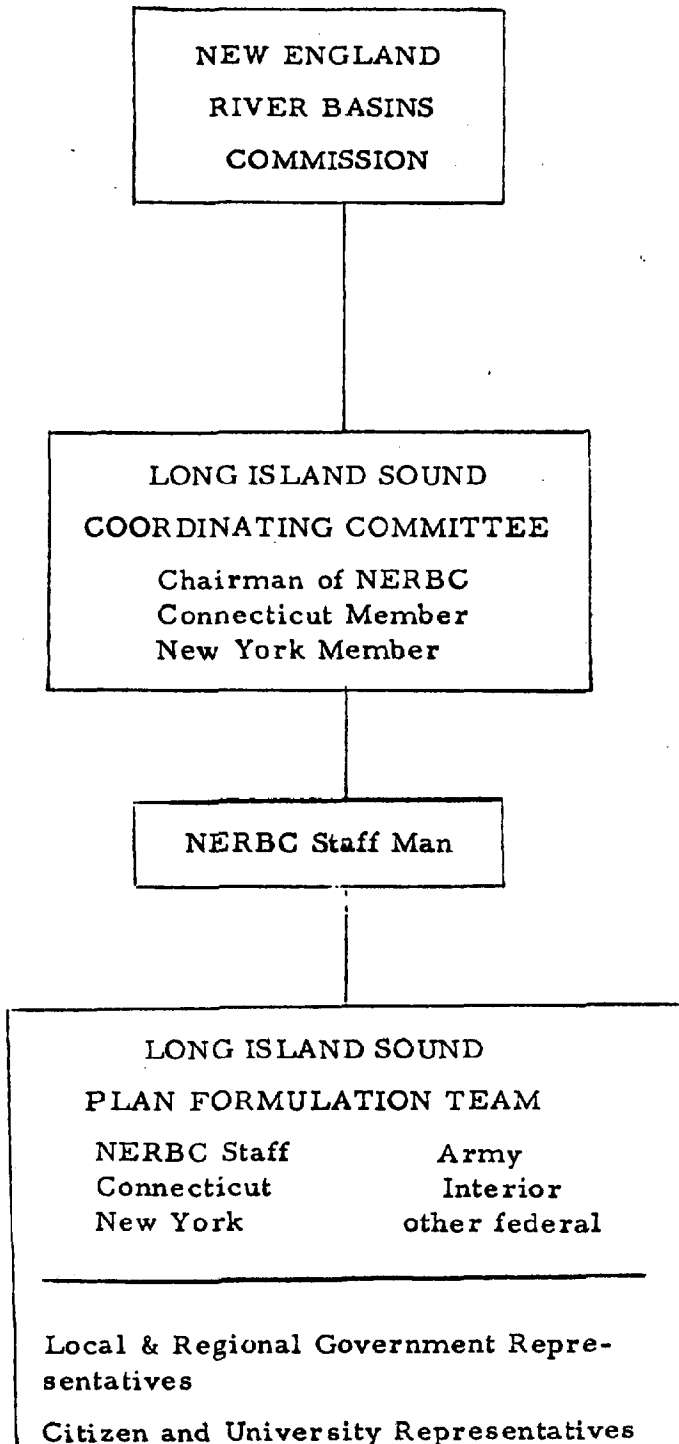 NEW ENGLAND
RIVER BASINS
COMMISSION
LONG ISLAND SOUND
COORDINATING COMMITTEE
Chairman of NERBC
Connecticut Member
New York Member
NERBC Staff Man
LONG ISLAND SOUND
PLAN FORMULATION TEAM
NERBC Staff Army
Connecticut Interior
New York other federal
Local & Regional Government Repre-
sentatives
Citizen and University Representatives